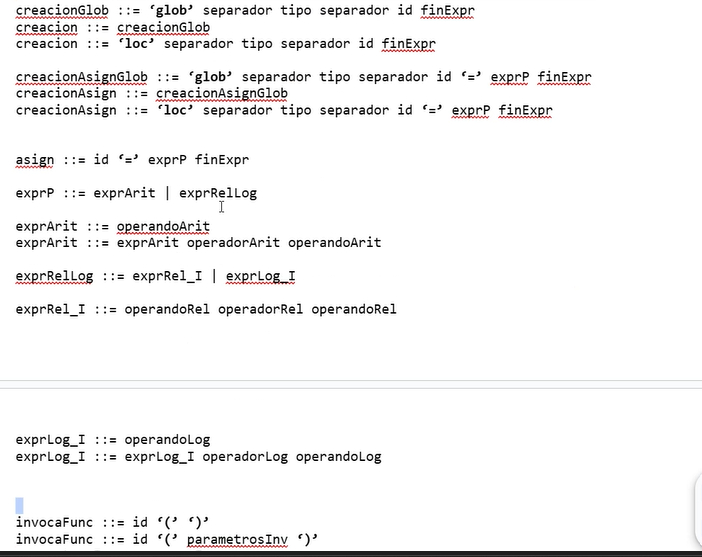 creacionGlob ::= ‘glob’ separador tipo separador id finExpr
creacion ::= creacionGlob
creacion ::= ‘loc’ separador tipo separador id finExpr
creacionAsignGlob ::= ‘glob’ separador tipo separador id ‘=’ exprP finExpr
creacionAsign ::= creacionAsignGlob
creacionAsign ::= ‘loc’ separador tipo separador id ‘=’ exprP finExpr
asign ::= id ‘=’ exprP finExpr
exprP ::= exprArit | exprRelLog
exprArit ::= operandoArit
exprArit ::= exprArit operadorArit operandoArit
exprRelLog ::= exprRel_I | exprLog_I
exprRel_I ::= operandoRel operadorRel operandoRel
exprLog_I ::= operandoLog
exprLog_I ::= exprLog_I operadorLog operandoLog
invocaFunc ::= id ‘(’ ‘)’
invocaFunc ::= id ‘(’ parametrosInv ‘)’